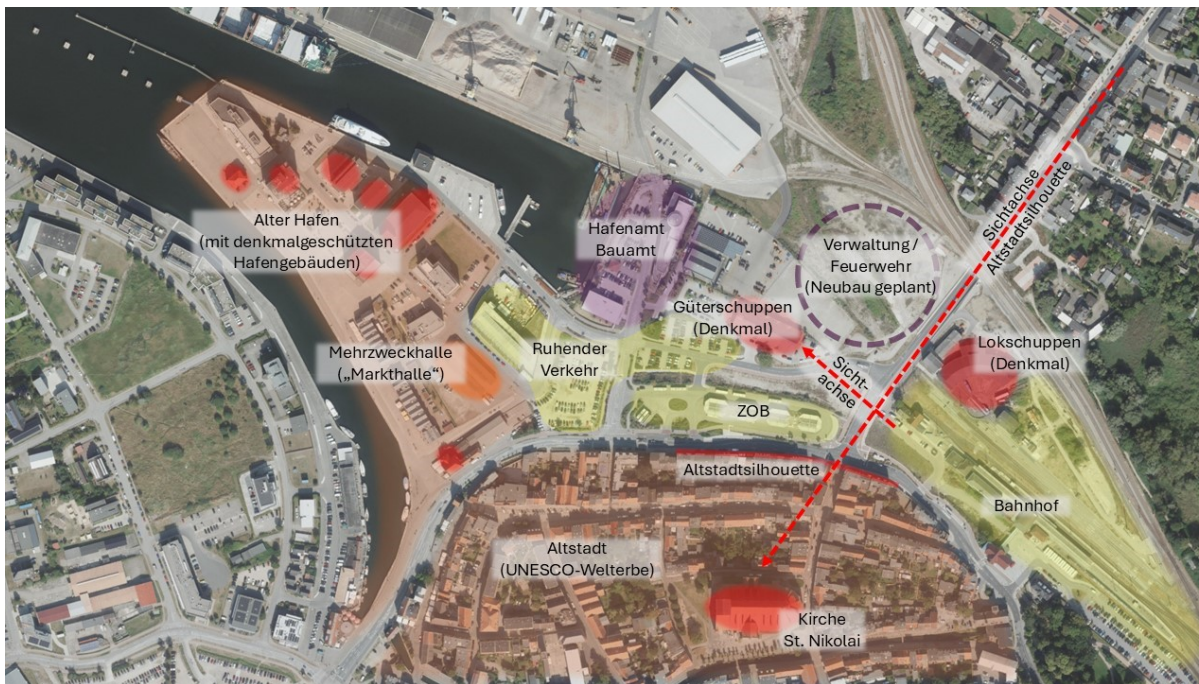 Sichtachse
Altstadtsilhouette
Alter Hafen
(mit denkmalgeschützten
Hafengebäuden)
Hafenamt
Bauamt
Verwaltung /
Feuerwehr
(Neubau geplant)
Güterschuppen
(Denkmal)
Lokschuppen
(Denkmal)
Mehrzweckhalle
(„Markthalle“)
Ruhender
Verkehr
Sicht-
achse
ZOB
Altstadtsilhouette
Bahnhof
Altstadt
(UNESCO-Welterbe)
Kirche
St. Nikolai